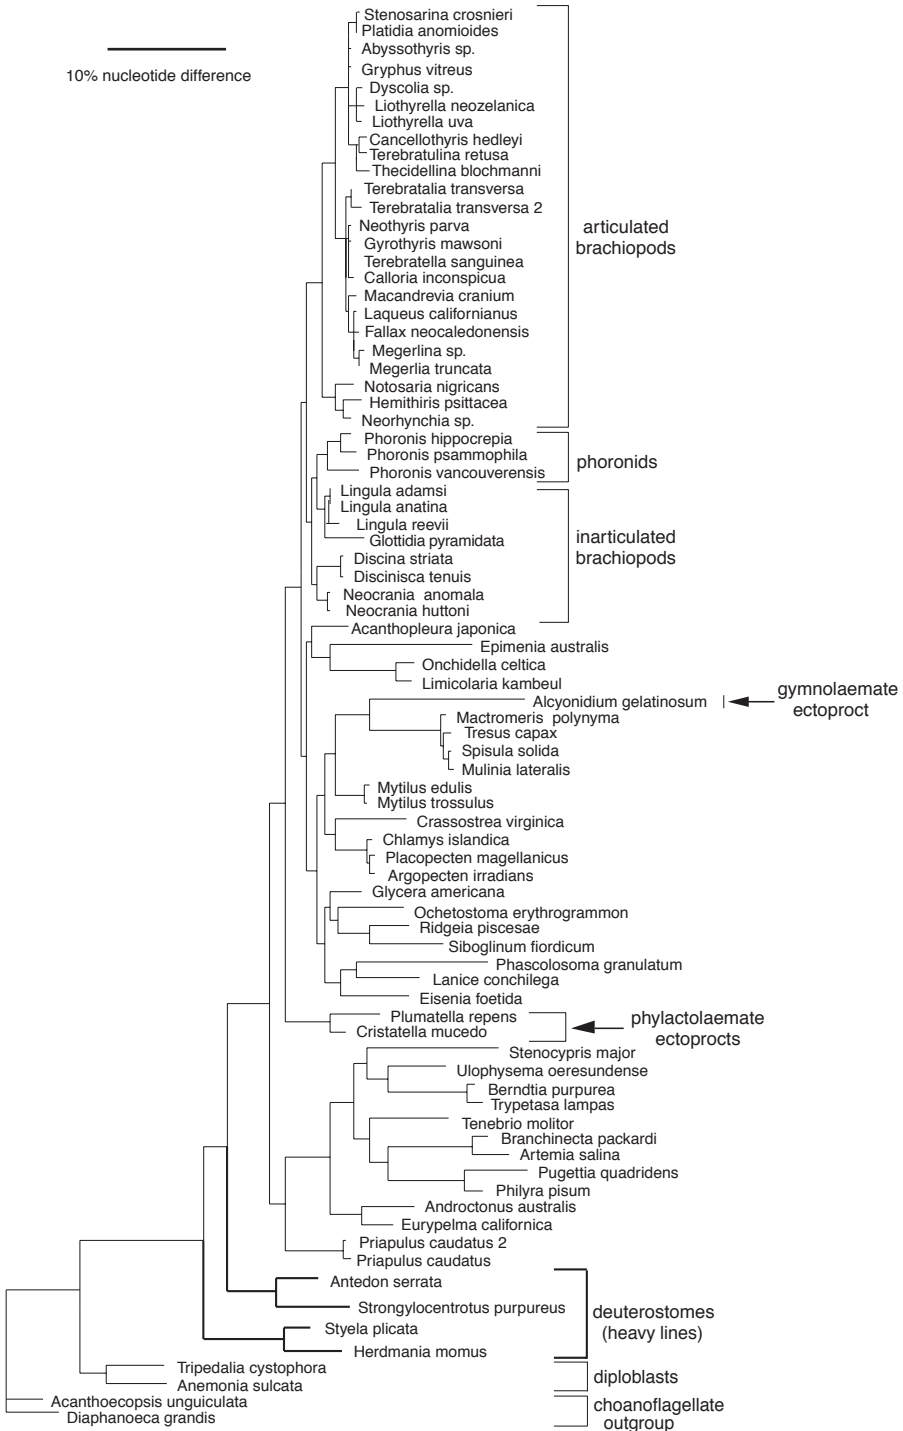 Stenosarina crosnieri
Platidia anomioides
Abyssothyris sp.
10% nucleotide difference
Gryphus vitreus
Dyscolia sp.
Liothyrella neozelanica
Liothyrella uva
Cancellothyris hedleyi
Terebratulina retusa
Thecidellina blochmanni
Terebratalia transversa
Terebratalia transversa 2
Neothyris parva
articulated
brachiopods
Gyrothyris mawsoni
Terebratella sanguinea
Calloria inconspicua
Macandrevia cranium
Laqueus californianus
Fallax neocaledonensis
Megerlina sp.
Megerlia truncata
Notosaria nigricans
Hemithiris psittacea
Neorhynchia sp.
Phoronis hippocrepia
Phoronis psammophila
phoronids
Phoronis vancouverensis
Lingula adamsi
Lingula anatina
Lingula reevii
Glottidia pyramidata
inarticulated
brachiopods
Discina striata
Discinisca tenuis
Neocrania anomala
Neocrania huttoni
Acanthopleura japonica
Epimenia australis
Onchidella celtica
Limicolaria kambeul
Alcyonidium gelatinosum
gymnolaemate
ectoproct
Mactromeris polynyma
Tresus capax
Spisula solida
Mulinia lateralis
Mytilus edulis
Mytilus trossulus
Crassostrea virginica
Chlamys islandica
Placopecten magellanicus
Argopecten irradians
Glycera americana
Ochetostoma erythrogrammon
Ridgeia piscesae
Siboglinum fiordicum
Phascolosoma granulatum
Lanice conchilega
Eisenia foetida
Plumatella repens
Cristatella mucedo
phylactolaemate
ectoprocts
Stenocypris major
Ulophysema oeresundense
Berndtia purpurea
Trypetasa lampas
Tenebrio molitor
Branchinecta packardi
Artemia salina
Pugettia quadridens
Philyra pisum
Androctonus australis
Eurypelma californica
Priapulus caudatus 2
Priapulus caudatus
Antedon serrata
Strongylocentrotus purpureus
Styela plicata
Herdmania momus
deuterostomes
(heavy lines)
Tripedalia cystophora
Anemonia sulcata
diploblasts
Acanthoecopsis unguiculata
Diaphanoeca grandis
choanoflagellate
outgroup